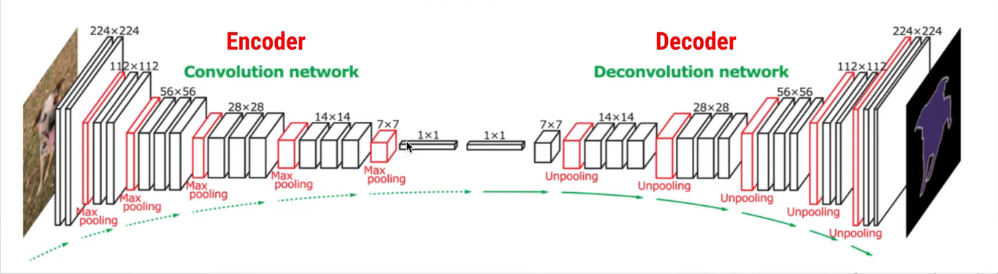 Encoder
Decoder
Convolution network
Deconvolution network
224×224
112×112
56×56
28×28
14×14
7×7
1×1
1×1
7×7
14×14
28×28
56×56
112×112
224×224
Max
pooling
Max
pooling
Max
pooling
Max
pooling
Max
pooling
Unpooling
Unpooling
Unpooling
Unpooling
Unpooling